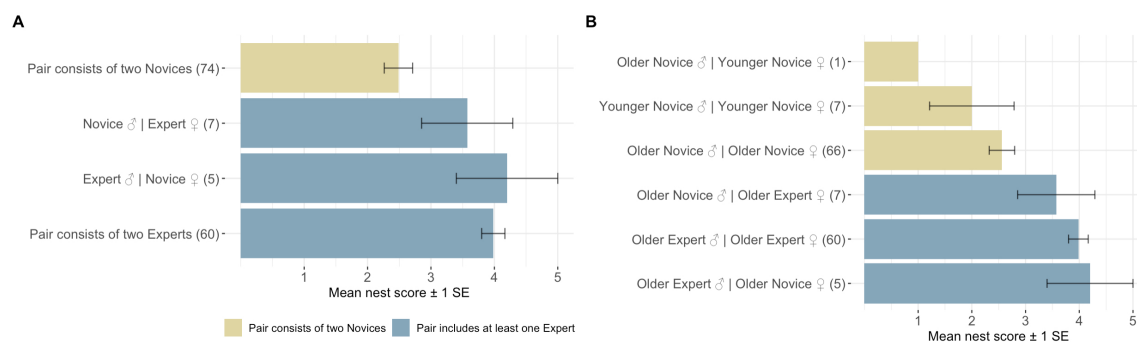 A
Pair consists of two Novices (74)
Novice ♂ | Expert ♀ (7)
Expert ♂ | Novice ♀ (5)
Pair consists of two Experts (60)
1 2 3 4 5
Mean nest score ± 1 SE
Pair consists of two Novices Pair includes at least one Expert
B
Older Novice ♂ | Younger Novice ♀ (1)
Younger Novice ♂ | Younger Novice ♀ (7)
Older Novice ♂ | Older Novice ♀ (66)
Older Novice ♂ | Older Expert ♀ (7)
Older Expert ♂ | Older Expert ♀ (60)
Older Expert ♂ | Older Novice ♀ (5)
1 2 3 4 5
Mean nest score ± 1 SE